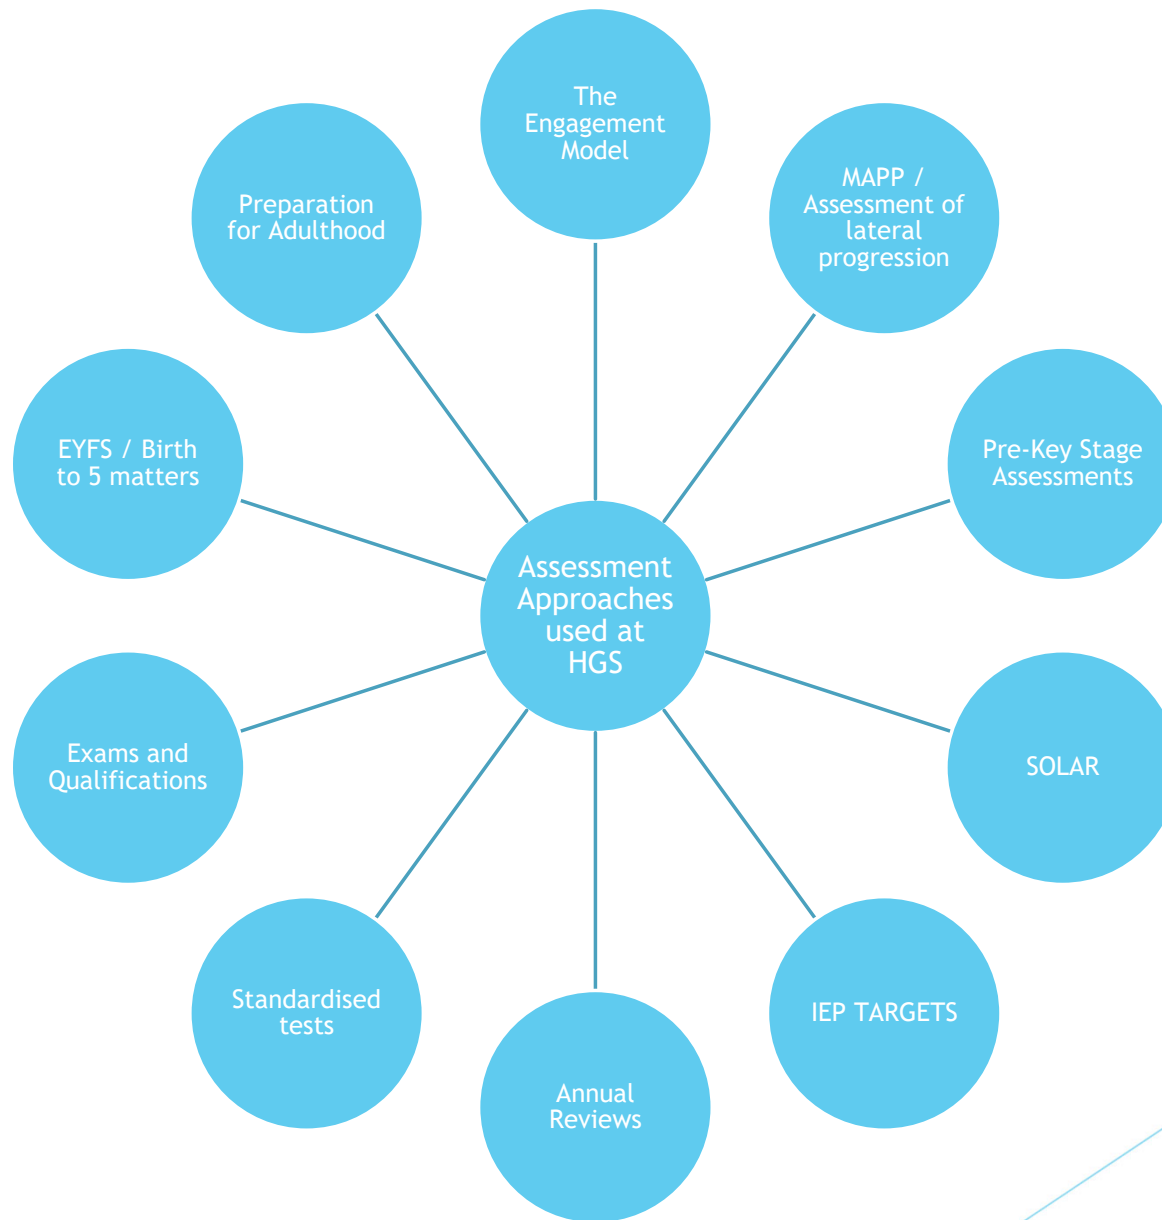 The
Engagement
Model
MAPP /
Assessment of
lateral
progression
Pre-Key Stage
Assessments
SOLAR
IEP TARGETS
Annual
Reviews
Standardised
tests
Exams and
Qualifications
EYFS / Birth
to 5 matters
Preparation
for Adulthood
Assessment
Approaches
used at
HGS